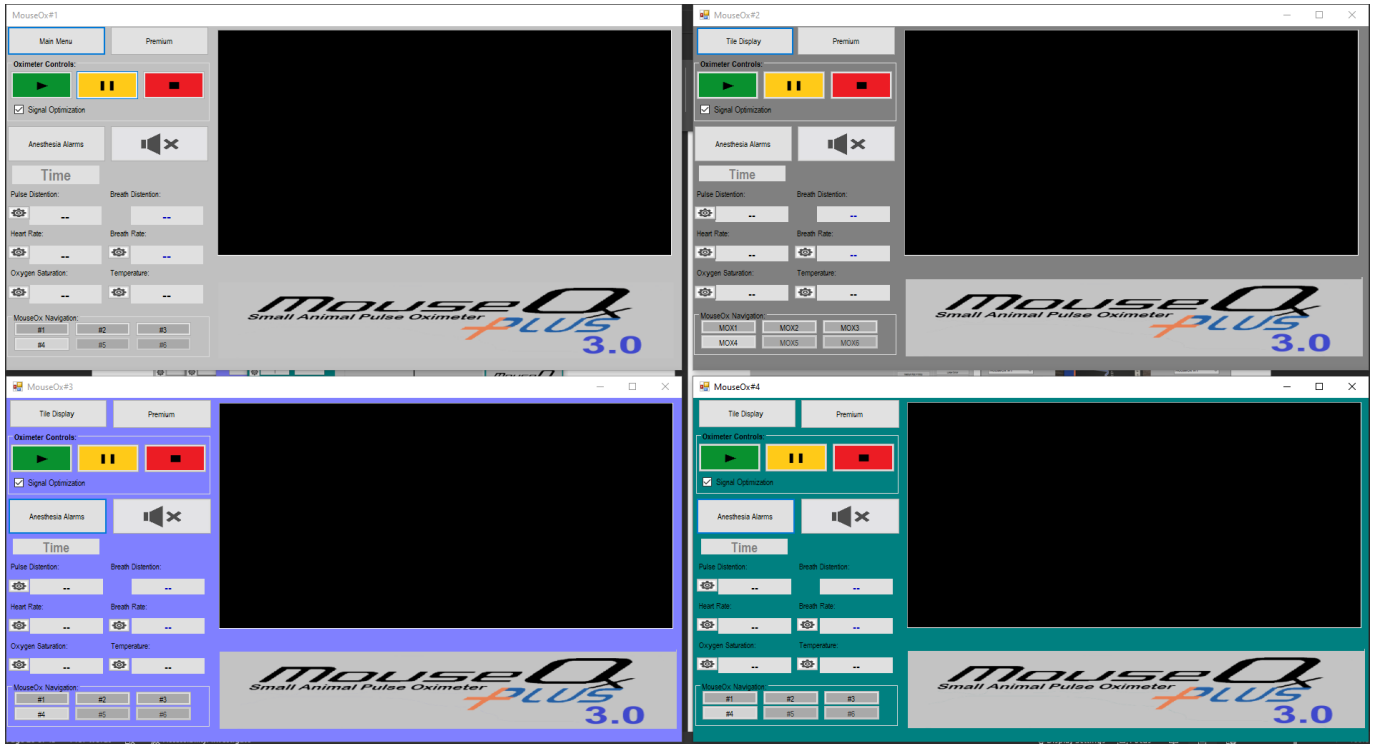 MouseOx#1
Main Menu Premium
Oximeter Controls:
Signal Optimization
Anesthesia Alarms
Time
Pulse Distention: Breath Distention:
-- --
Heart Rate: Breath Rate:
-- --
Oxygen Saturation: Temperature:
-- --
MouseOx Navigation:
#1 #2 #3
#4 #5 #6
MouseOx
Small Animal Pulse Oximeter
PLUS
3.0
MouseOx#2
Tile Display Premium
Oximeter Controls:
Signal Optimization
Anesthesia Alarms
Time
Pulse Distention: Breath Distention:
-- --
Heart Rate: Breath Rate:
-- --
Oxygen Saturation: Temperature:
-- --
MouseOx Navigation:
MOX1 MOX2 MOX3
MOX4 MOX5 MOX6
MouseOx
Small Animal Pulse Oximeter
PLUS
3.0
MouseOx#3
Tile Display Premium
Oximeter Controls:
Signal Optimization
Anesthesia Alarms
Time
Pulse Distention: Breath Distention:
-- --
Heart Rate: Breath Rate:
-- --
Oxygen Saturation: Temperature:
-- --
MouseOx Navigation:
#1 #2 #3
#4 #5 #6
MouseOx
Small Animal Pulse Oximeter
PLUS
3.0
MouseOx#4
Tile Display Premium
Oximeter Controls:
Signal Optimization
Anesthesia Alarms
Time
Pulse Distention: Breath Distention:
-- --
Heart Rate: Breath Rate:
-- --
Oxygen Saturation: Temperature:
-- --
MouseOx Navigation:
#1 #2 #3
#4 #5 #6
MouseOx
Small Animal Pulse Oximeter
PLUS
3.0